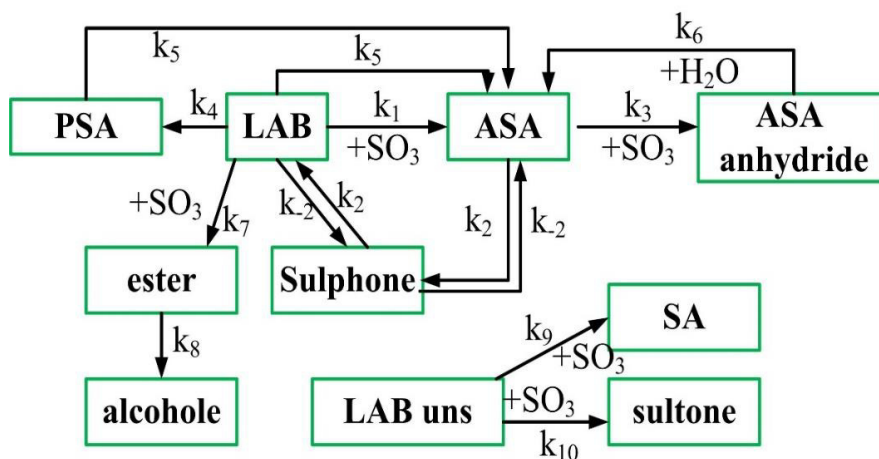 k5
k5
k6
+H2O
PSA
k4
LAB
k1
+SO3
ASA
k3
+SO3
ASA
anhydride
+SO3
k7
k-2
k2
k2
k-2
ester
Sulphone
SA
k8
k9
+SO3
alcohole
LAB uns
+SO3
k10
sultone